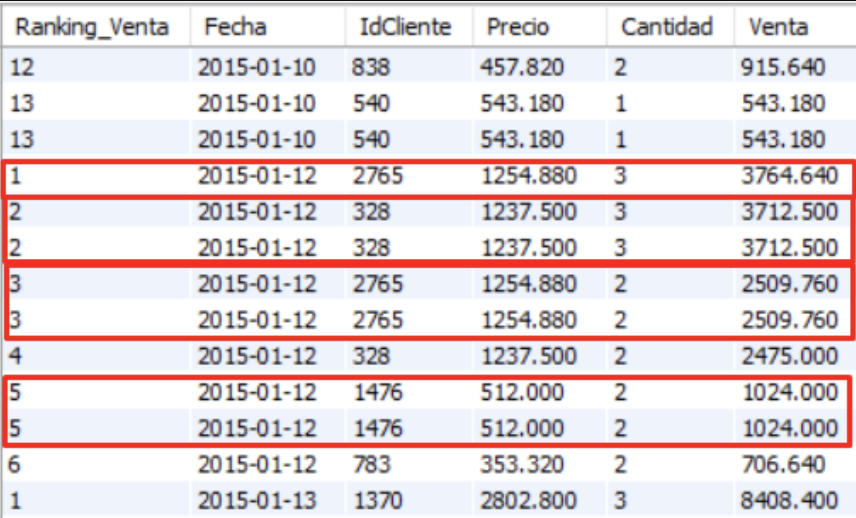 Ranking_Venta Fecha IdCliente Precio Cantidad Venta
12 2015-01-10 838 457.820 2 915.640
13 2015-01-10 540 543.180 1 543.180
13 2015-01-10 540 543.180 1 543.180
1 2015-01-12 2765 1254.880 3 3764.640
2 2015-01-12 328 1237.500 3 3712.500
2 2015-01-12 328 1237.500 3 3712.500
3 2015-01-12 2765 1254.880 2 2509.760
3 2015-01-12 2765 1254.880 2 2509.760
4 2015-01-12 328 1237.500 2 2475.000
5 2015-01-12 1476 512.000 2 1024.000
5 2015-01-12 1476 512.000 2 1024.000
6 2015-01-12 783 353.320 2 706.640
1 2015-01-13 1370 2802.800 3 8408.400